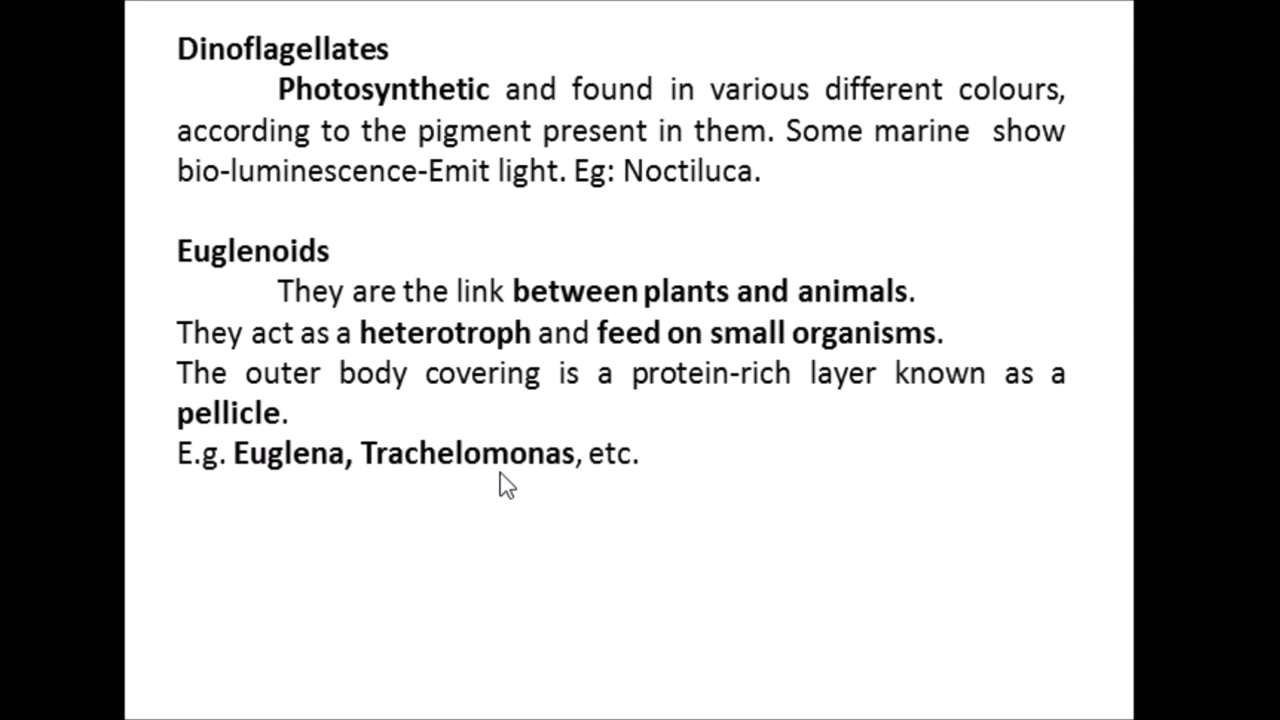 Dinoflagellates
Photosynthetic and found in various different colours,
according to the pigment present in them. Some marine show
bio-luminescence-Emit light. Eg: Noctiluca.
Euglenoids
They are the link between plants and animals.
They act as a heterotroph and feed on small organisms.
The outer body covering is a protein-rich layer known as a
pellicle.
E.g. Euglena, Trachelomonas, etc.